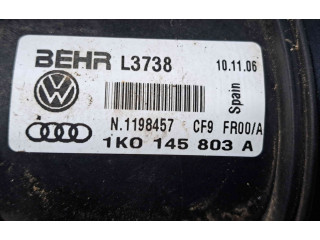 BEHR L3738 10.11.06
Spain
N.1198457 CF9 FR00/A
1K0 145 803 A